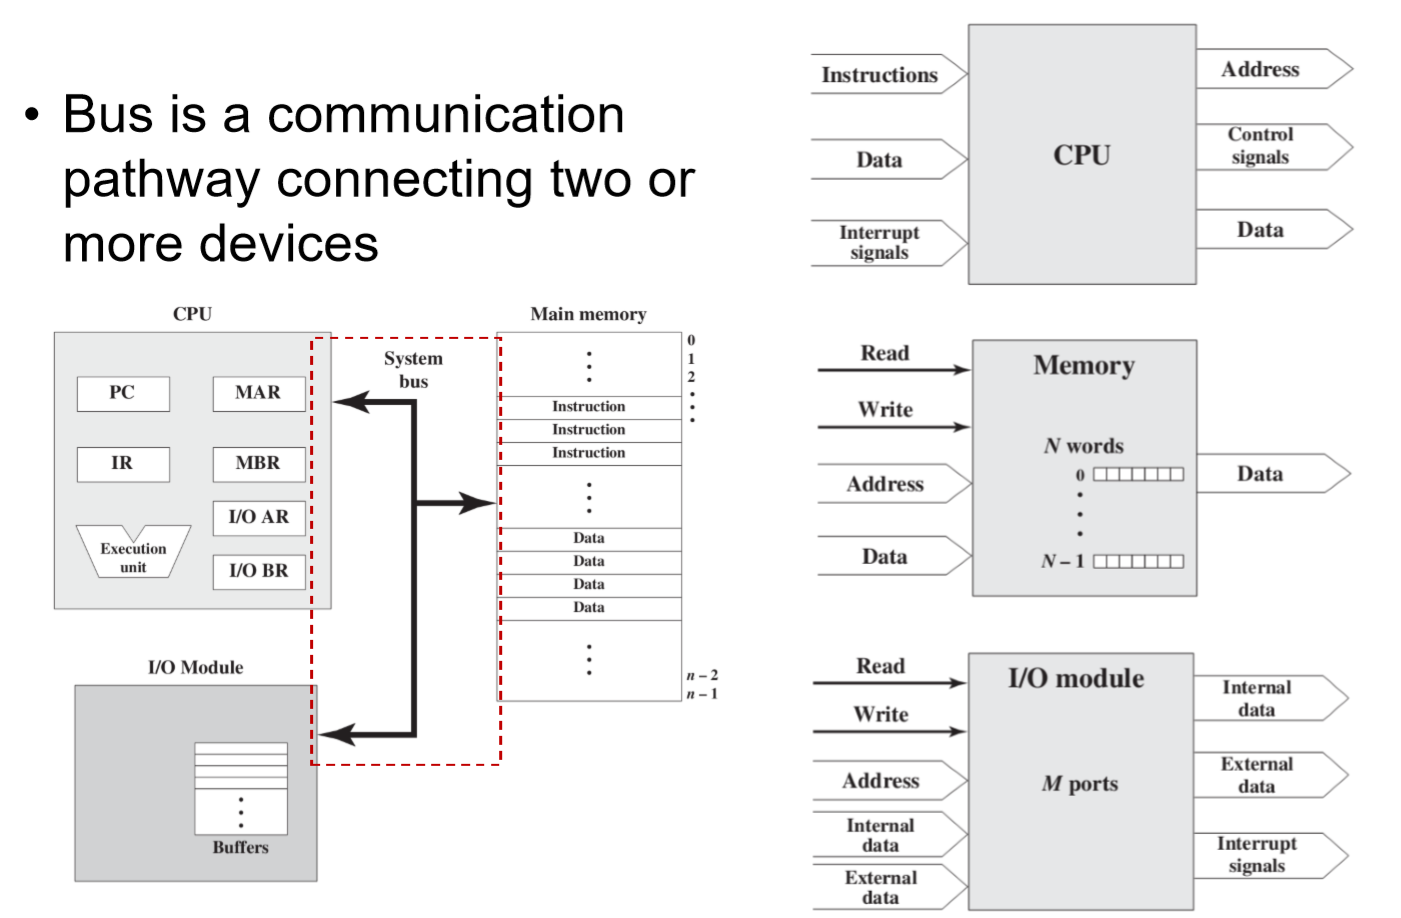 • Bus is a communication
pathway connecting two or
more devices
CPU
PC
MAR
IR
MBR
I/O AR
Execution
unit
I/O BR
System
bus
Main memory
0
1
2
Instruction
Instruction
Instruction
Data
Data
Data
Data
n – 2
n – 1
I/O Module
Buffers
Instructions
Data
Interrupt
signals
CPU
Address
Control
signals
Data
Read
Write
Address
Data
Memory
N words
0
N – 1
Data
Read
Write
Address
Internal
data
External
data
I/O module
M ports
Internal
data
External
data
Interrupt
signals